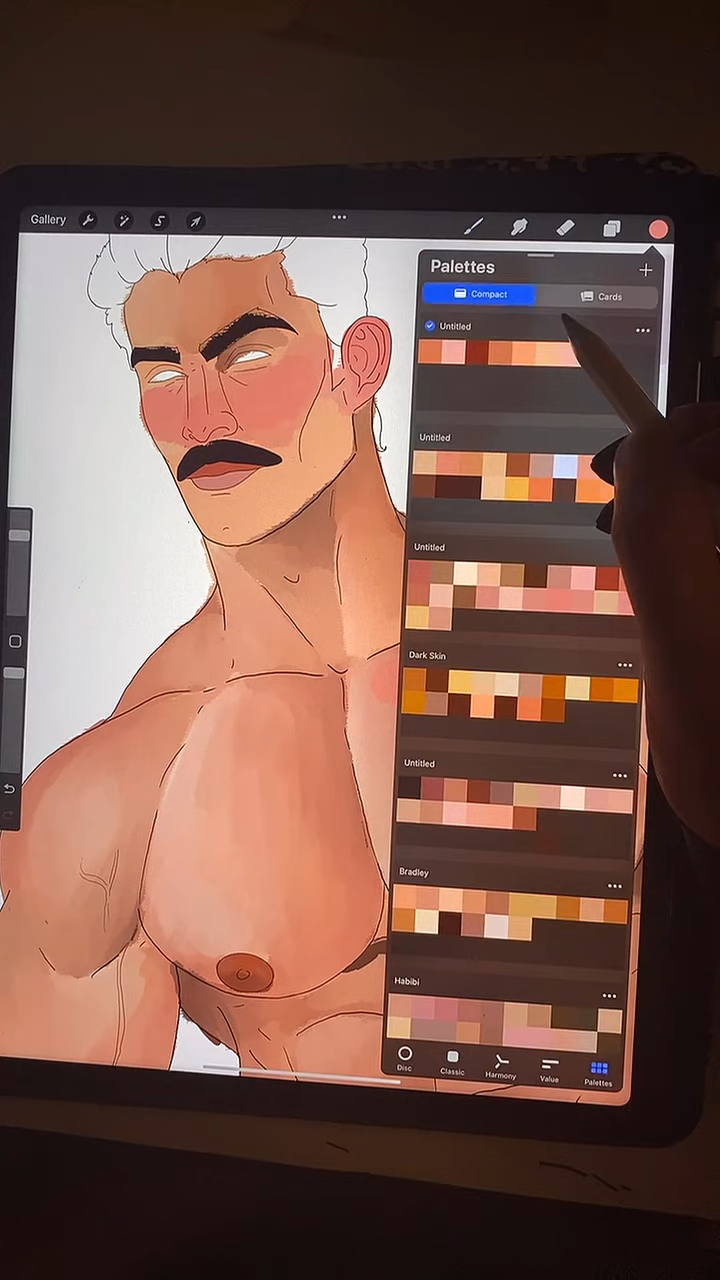 Gallery
Palettes
Compact
Cards
Untitled
Untitled
Untitled
Dark Skin
Untitled
Bradley
Habibi
Disc
Classic
Harmony
Value
Palettes